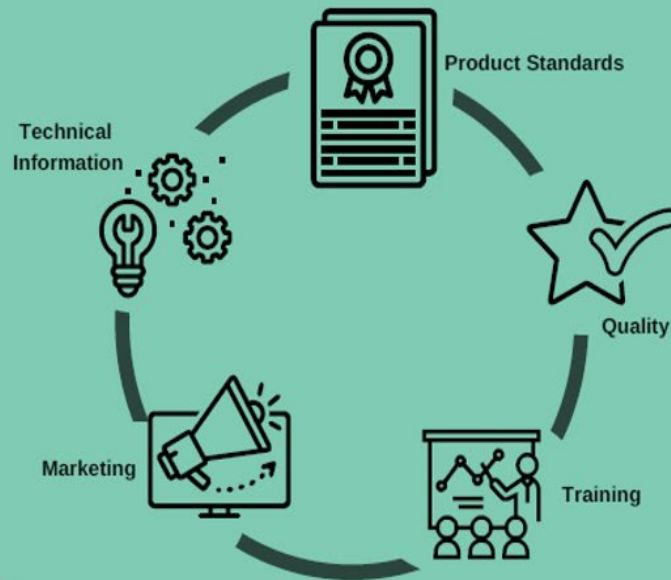 Product Standards
Technical
Information
Quality
Marketing
Training